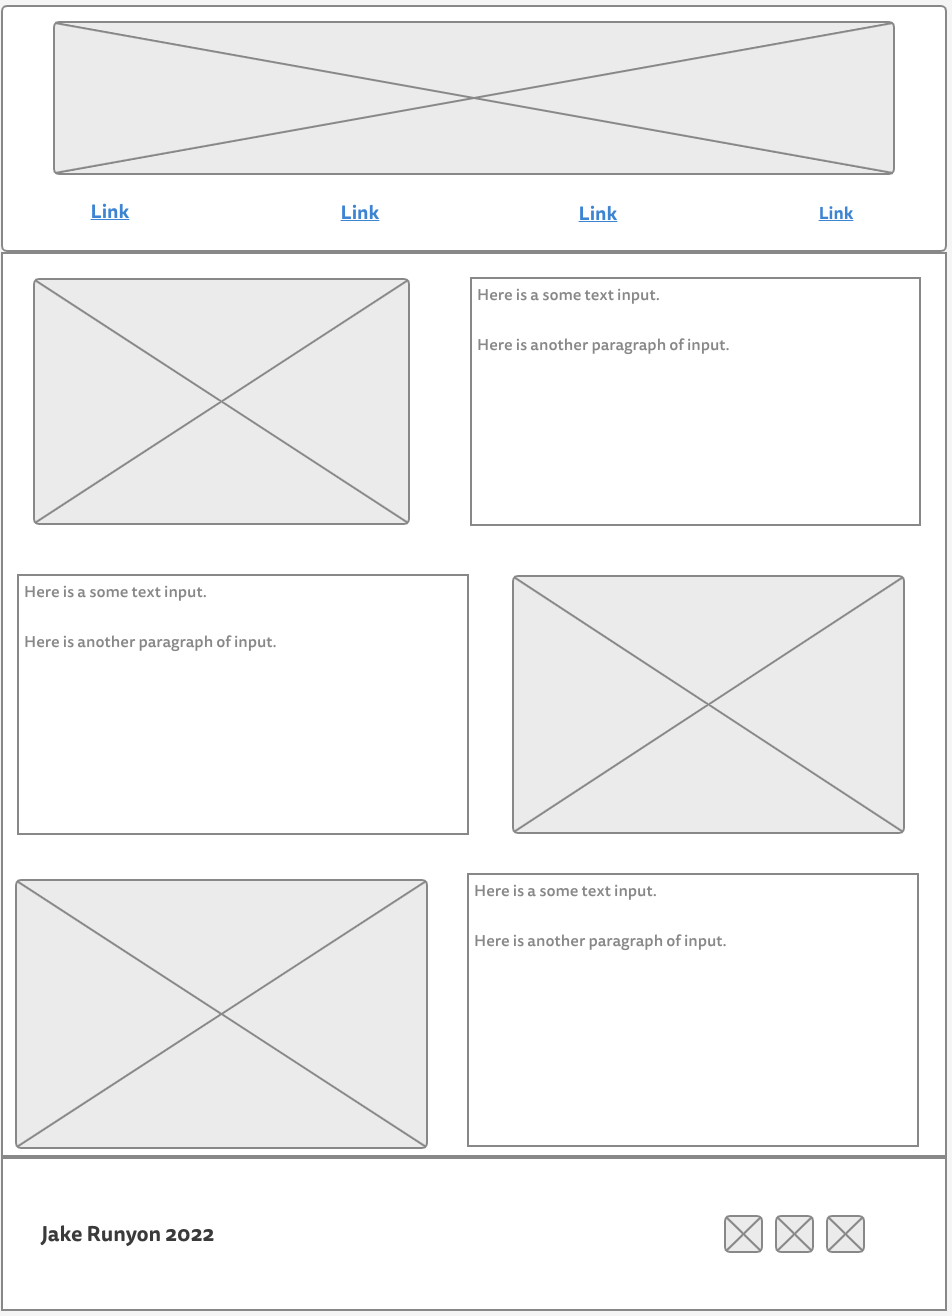 Link
Link
Link
Link
Here is a some text input.
Here is another paragraph of input.
Here is a some text input.
Here is another paragraph of input.
Here is a some text input.
Here is another paragraph of input.
Jake Runyon 2022